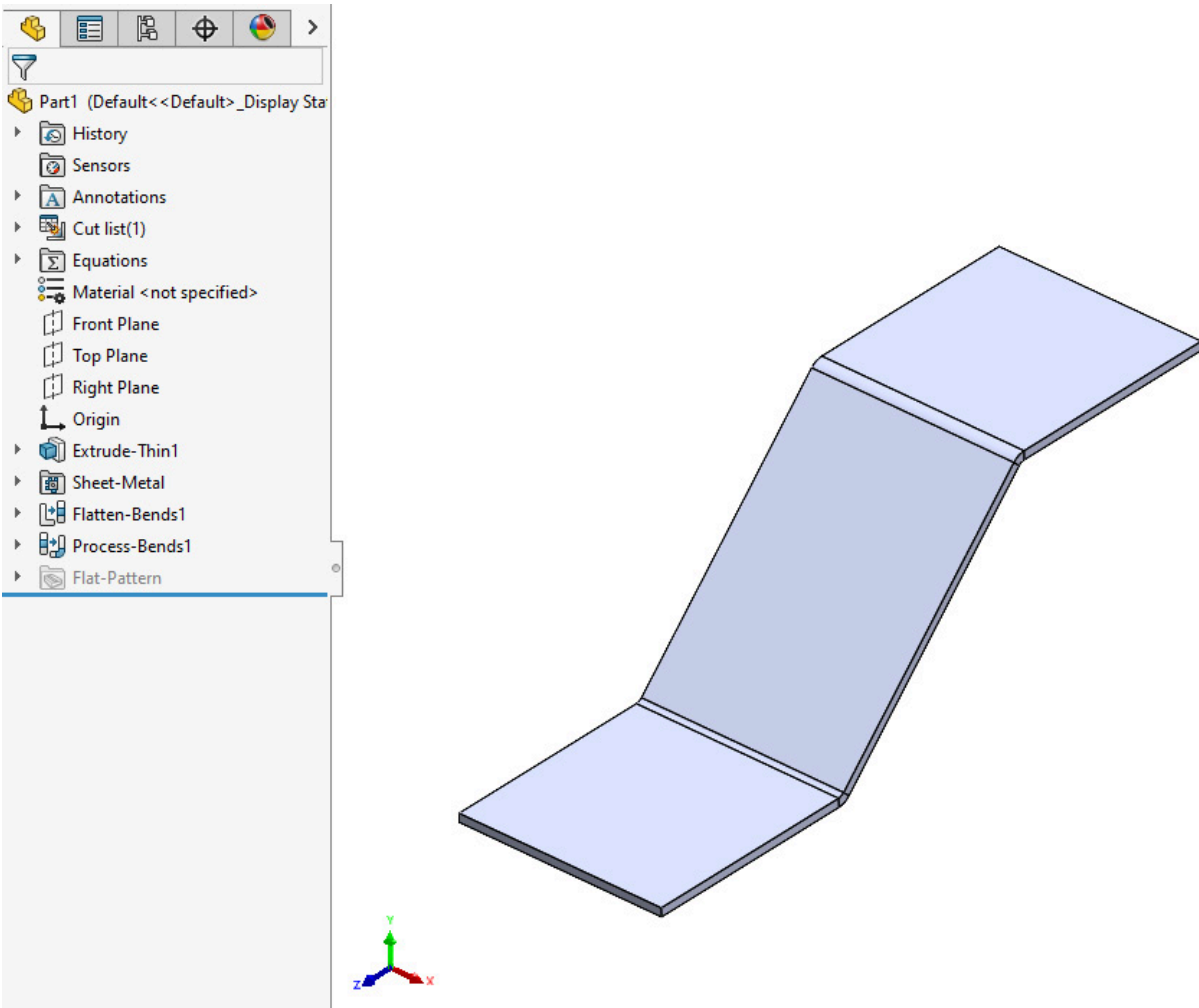 Part1 (Default<<Default>_Display Sta
History
Sensors
A Annotations
Cut list(1)
Σ Equations
Material <not specified>
Front Plane
Top Plane
Right Plane
Origin
Extrude-Thin1
Sheet-Metal
Flatten-Bends1
Process-Bends1
Flat-Pattern
Y
Z X